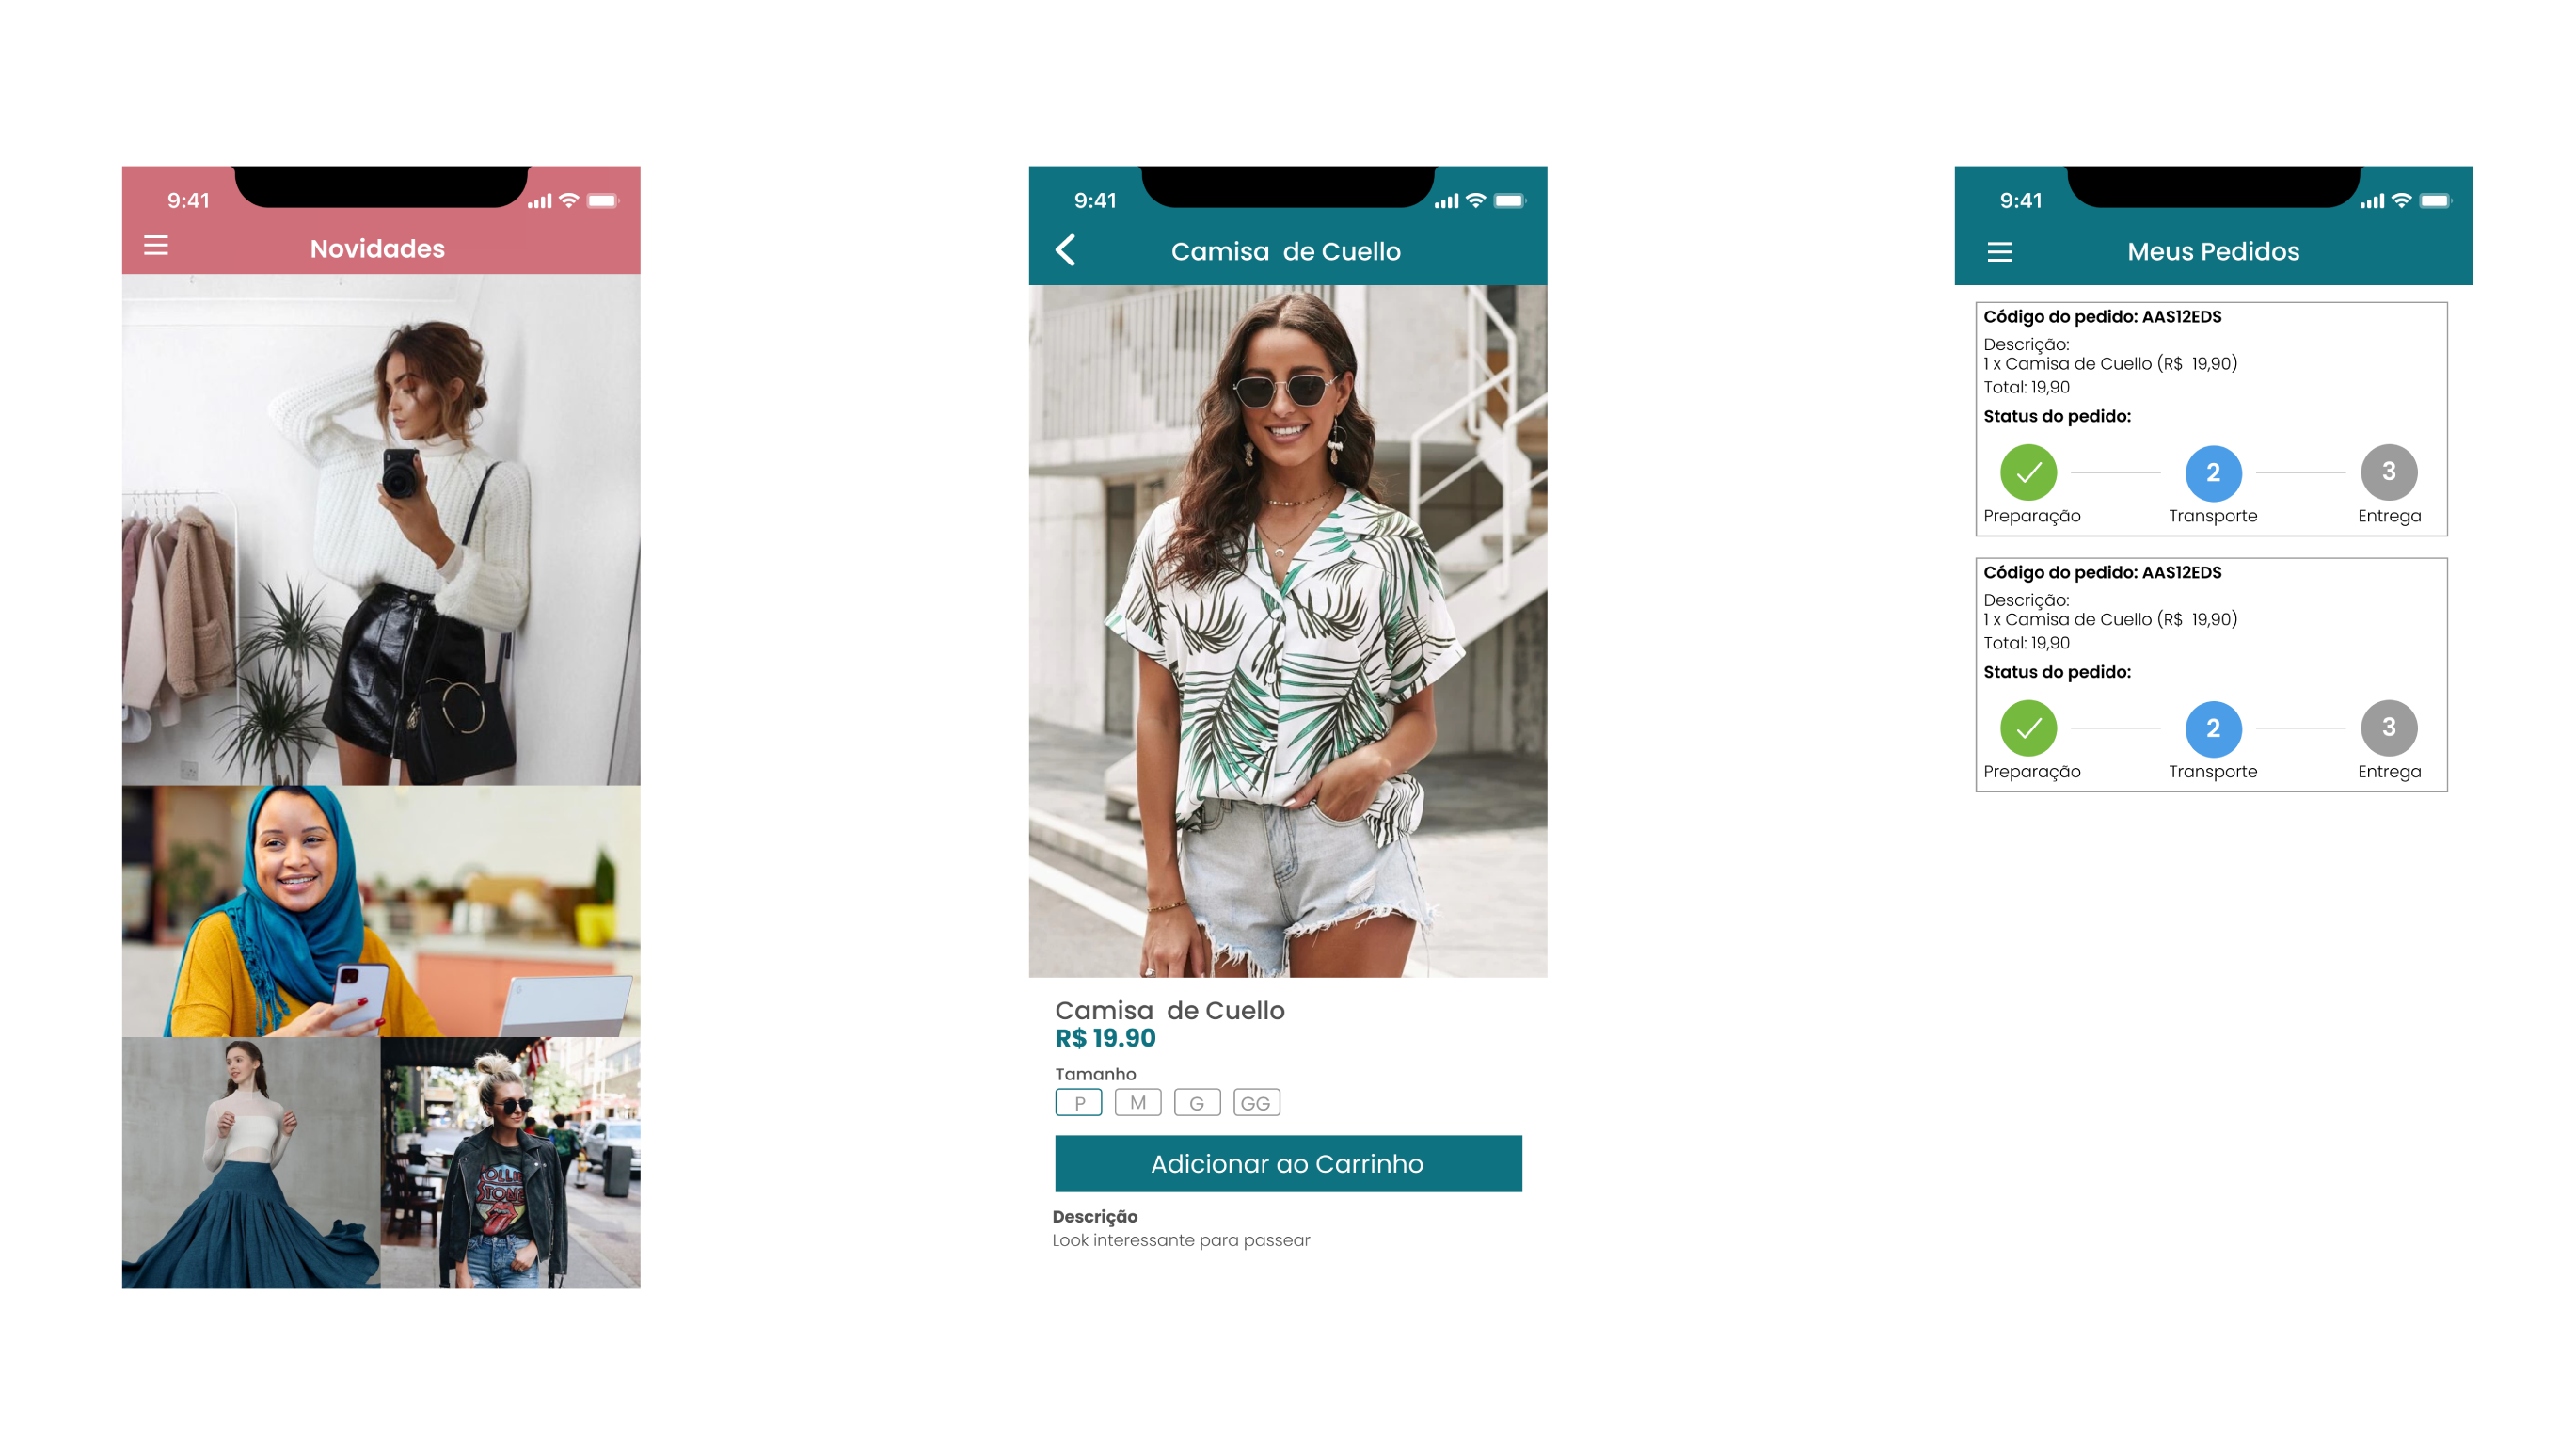 9:41
Novidades
OLLIE
STONE
9:41
Camisa  de Cuello
Camisa  de Cuello
R$ 19.90
Tamanho
P M G GG
Adicionar ao Carrinho
Descrição
Look interessante para passear
9:41
Meus Pedidos
Código do pedido: AAS12EDS
Descrição:
1 x Camisa de Cuello (R$  19,90)
Total: 19,90
Status do pedido:
2 3
Preparação Transporte Entrega
Código do pedido: AAS12EDS
Descrição:
1 x Camisa de Cuello (R$  19,90)
Total: 19,90
Status do pedido:
2 3
Preparação Transporte Entrega